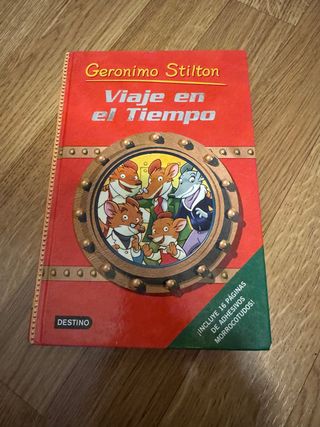 Geronimo Stilton
Viaje en
el Tiempo
¡INCLUYE 16 PÁGINAS
DE ADHESIVOS
MORROCOTUDOS!
DESTINO